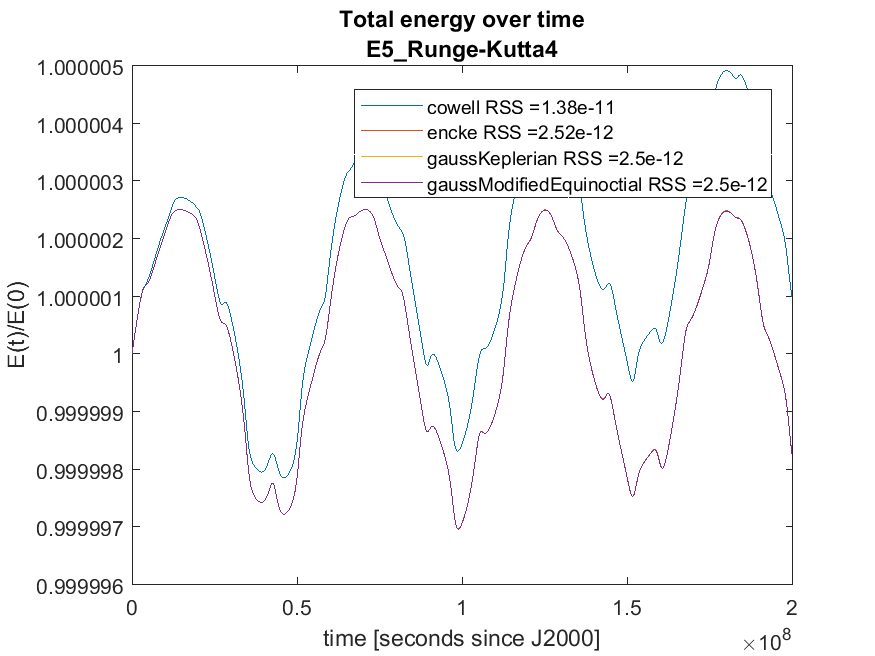 Total energy over time
E5_Runge-Kutta4
1.000005
1.000004
1.000003
1.000002
1.000001
1
0.999999
0.999998
0.999997
0.999996
E(t)/E(0)
cowell RSS =1.38e-11
encke RSS =2.52e-12
gaussKeplerian RSS =2.5e-12
gaussModifiedEquinoctial RSS =2.5e-12
0 0.5 1 1.5 2
time [seconds since J2000]
×10^8